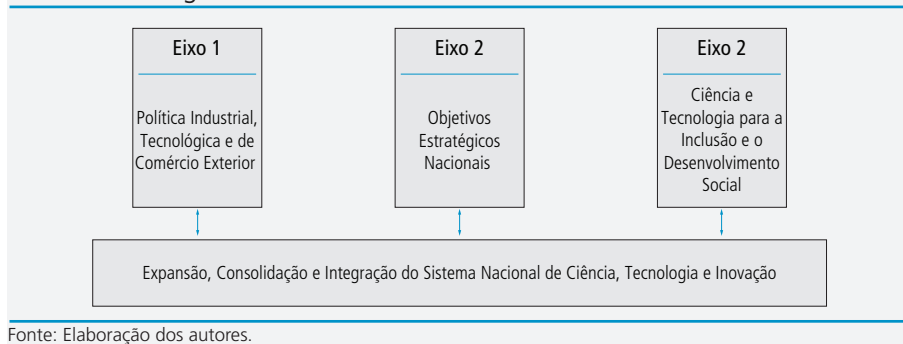 Eixo 1
Política Industrial,
Tecnológica e de
Comércio Exterior
Eixo 2
Objetivos
Estratégicos
Nacionais
Eixo 2
Ciência e
Tecnologia para a
Inclusão e o
Desenvolvimento
Social
Expansão, Consolidação e Integração do Sistema Nacional de Ciência, Tecnologia e Inovação
Fonte: Elaboração dos autores.